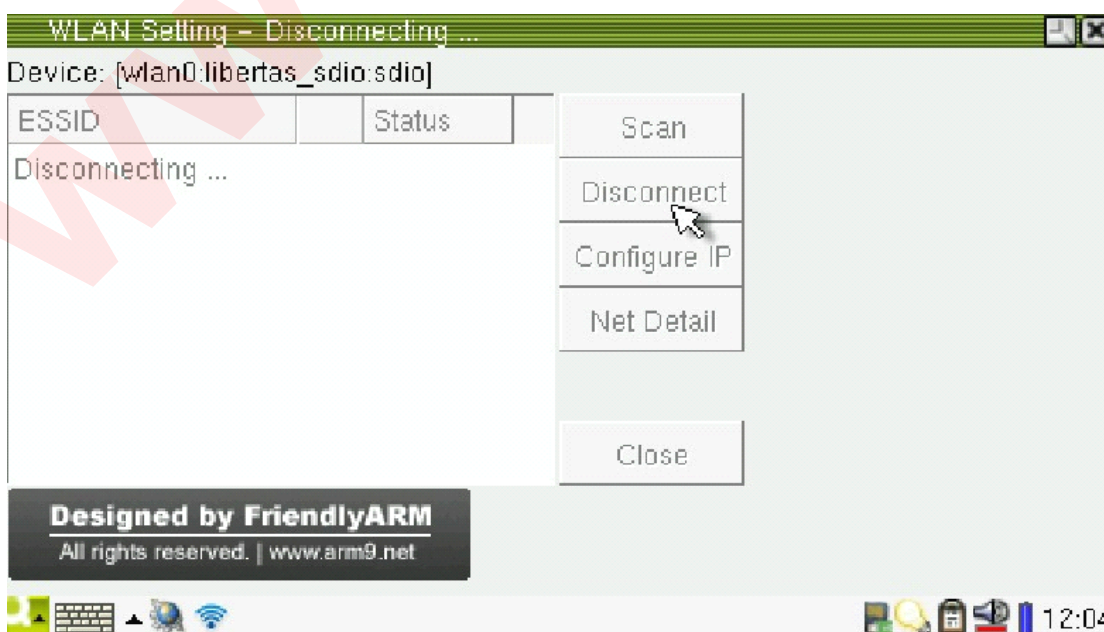 WLAN Setting – Disconnecting ...
Device: [wlan0:libertas_sdio:sdio]
ESSID Status
Disconnecting ...
Scan
Disconnect
Configure IP
Net Detail
Close
Designed by FriendlyARM
All rights reserved. | www.arm9.net
12:04